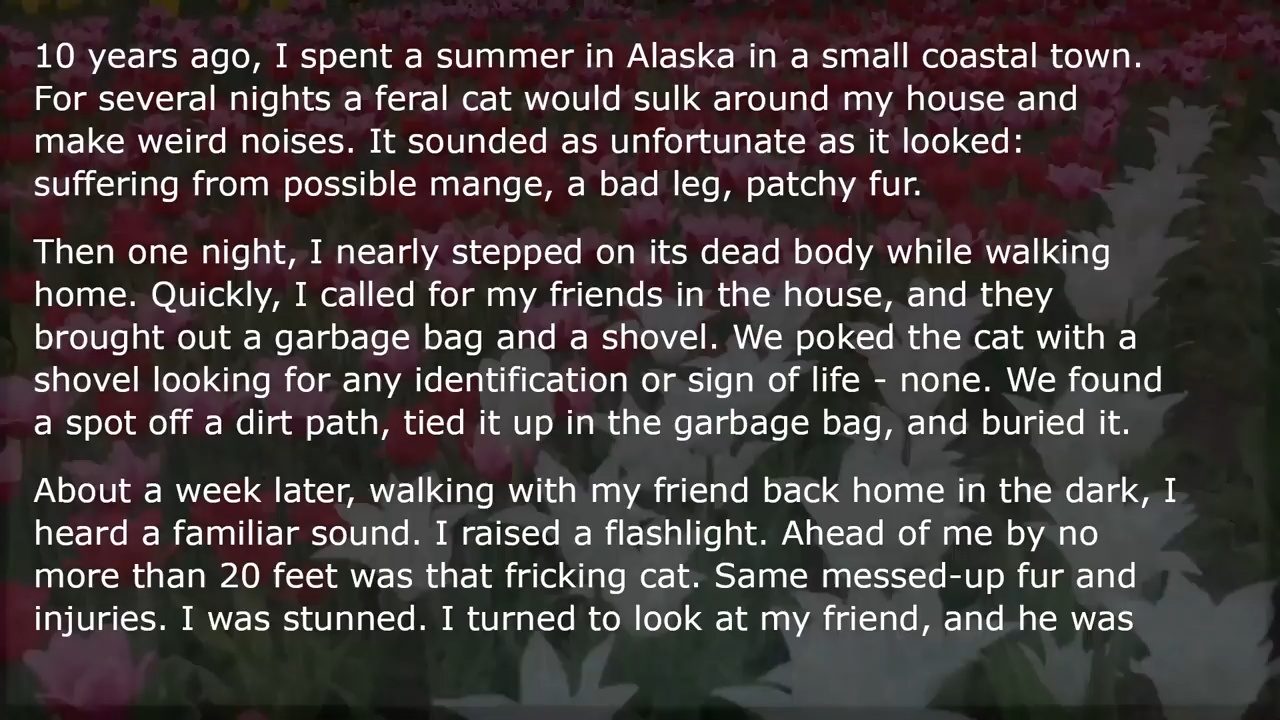 10 years ago, I spent a summer in Alaska in a small coastal town.
For several nights a feral cat would sulk around my house and
make weird noises. It sounded as unfortunate as it looked:
suffering from possible mange, a bad leg, patchy fur.
Then one night, I nearly stepped on its dead body while walking
home. Quickly, I called for my friends in the house, and they
brought out a garbage bag and a shovel. We poked the cat with a
shovel looking for any identification or sign of life - none. We found
a spot off a dirt path, tied it up in the garbage bag, and buried it.
About a week later, walking with my friend back home in the dark, I
heard a familiar sound. I raised a flashlight. Ahead of me by no
more than 20 feet was that fricking cat. Same messed-up fur and
injuries. I was stunned. I turned to look at my friend, and he was